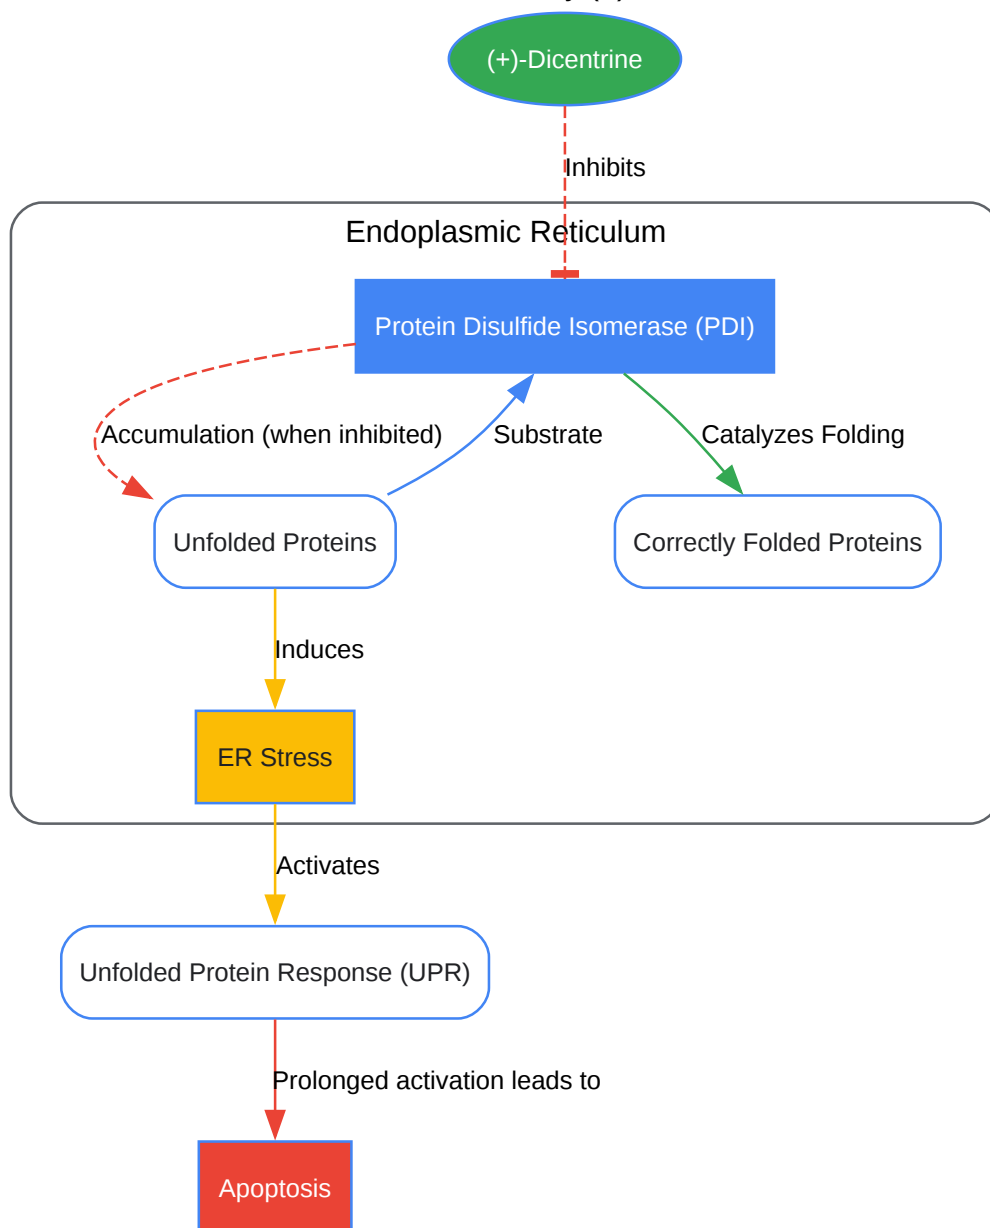 (+)-Dicentrine
Inhibits
Endoplasmic Reticulum
Protein Disulfide Isomerase (PDI)
Accumulation (when inhibited)
Substrate
Catalyzes Folding
Unfolded Proteins
Correctly Folded Proteins
Induces
ER Stress
Activates
Unfolded Protein Response (UPR)
Prolonged activation leads to
Apoptosis